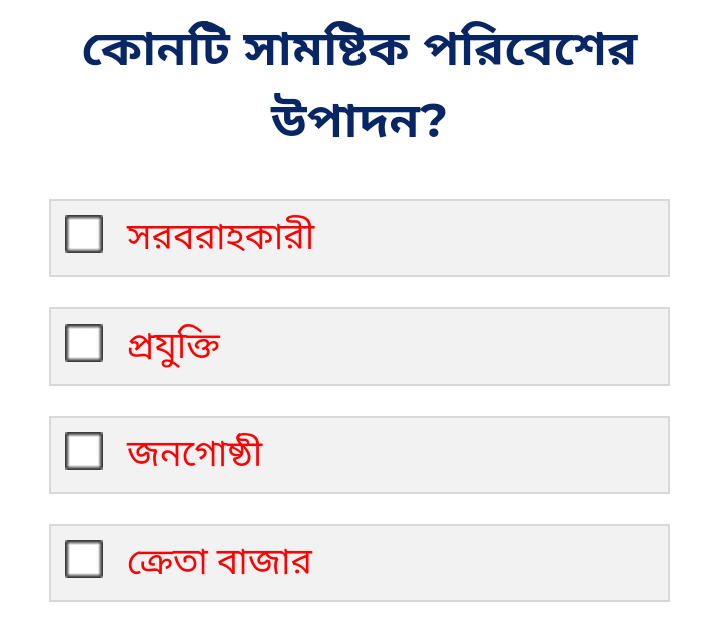 কোনটি সামষ্টিক পরিবেশের
উপাদন?
সরবরাহকারী
প্রযুক্তি
জনগোষ্ঠী
ক্রেতা বাজার